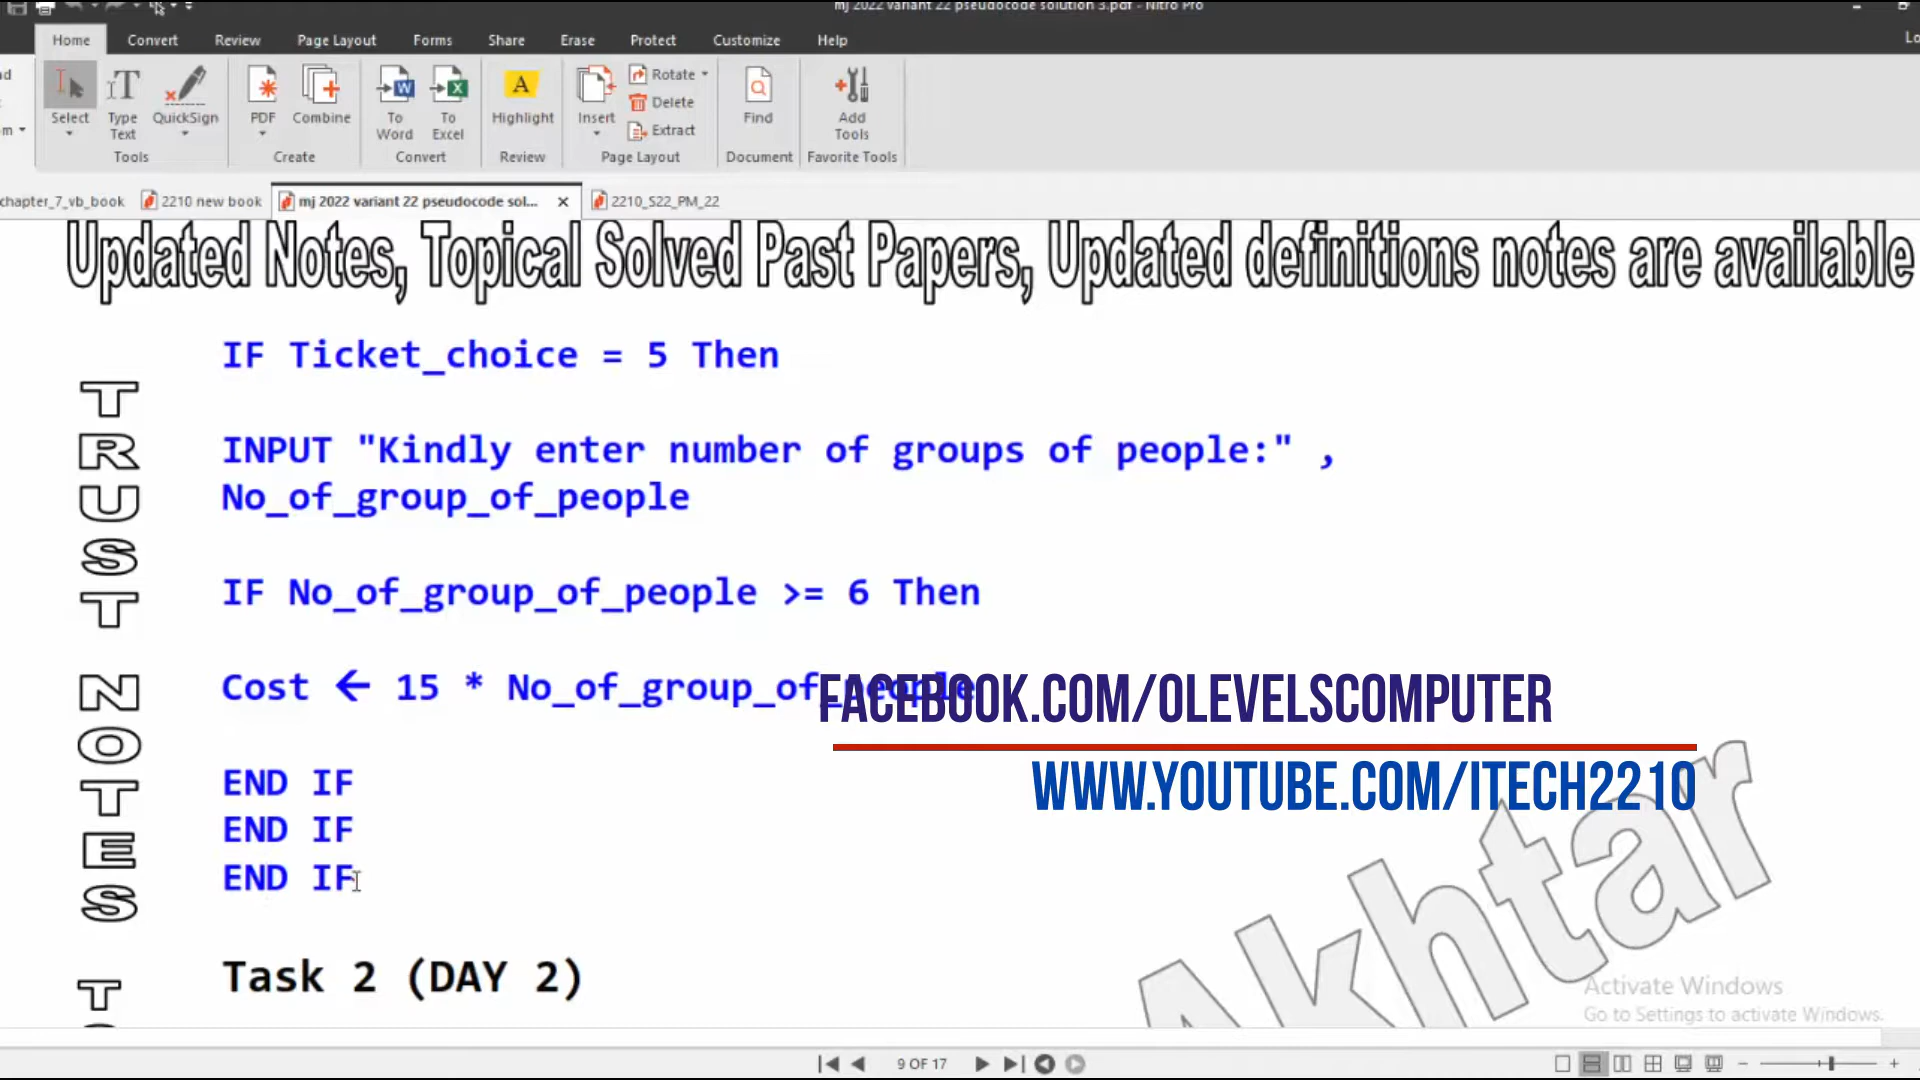 mj 2022 variant 22 pseudocode solution 3.pdf - Nitro Pro
Home Convert Review Page Layout Forms Share Erase Protect Customize Help
Select
Type Text
QuickSign
Tools
PDF
Combine
Create
To Word
To Excel
Convert
Highlight
Review
Insert
Rotate
Delete
Extract
Page Layout
Find
Document
Add Tools
Favorite Tools
chapter_7_vb_book
2210 new book
mj 2022 variant 22 pseudocode sol...
2210_S22_PM_22
Updated Notes, Topical Solved Past Papers, Updated definitions notes are available
TRUST NOTES
IF Ticket_choice = 5 Then
INPUT "Kindly enter number of groups of people:" ,
No_of_group_of_people
IF No_of_group_of_people >= 6 Then
Cost ← 15 * No_of_group_of_people
FACEBOOK.COM/OLEVELSCOMPUTER
WWW.YOUTUBE.COM/ITECH2210
END IF
END IF
END IF
Task 2 (DAY 2)
Akhtar
Activate Windows
Go to Settings to activate Windows.
9 OF 17